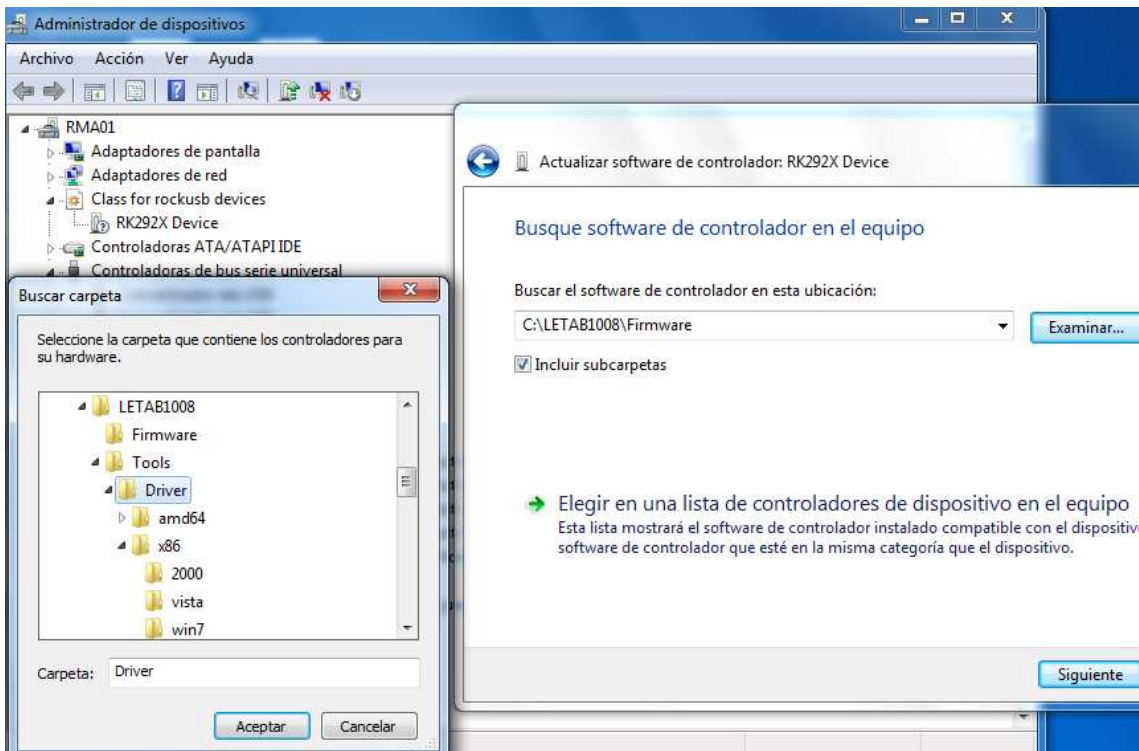 Administrador de dispositivos
Archivo Acción Ver Ayuda
RMA01
Adaptadores de pantalla
Adaptadores de red
Class for rockusb devices
RK292X Device
Controladoras ATA/ATAPI IDE
Controladoras de bus serie universal
Buscar carpeta
Seleccione la carpeta que contiene los controladores para
su hardware.
LETAB1008
Firmware
Tools
Driver
amd64
x86
2000
vista
win7
Carpeta: Driver
Aceptar Cancelar
Actualizar software de controlador: RK292X Device
Busque software de controlador en el equipo
Buscar el software de controlador en esta ubicación:
C:\LETAB1008\Firmware
Examinar...
Incluir subcarpetas
Elegir en una lista de controladores de dispositivo en el equipo
Esta lista mostrará el software de controlador instalado compatible con el dispositiv
software de controlador que esté en la misma categoría que el dispositivo.
Siguiente